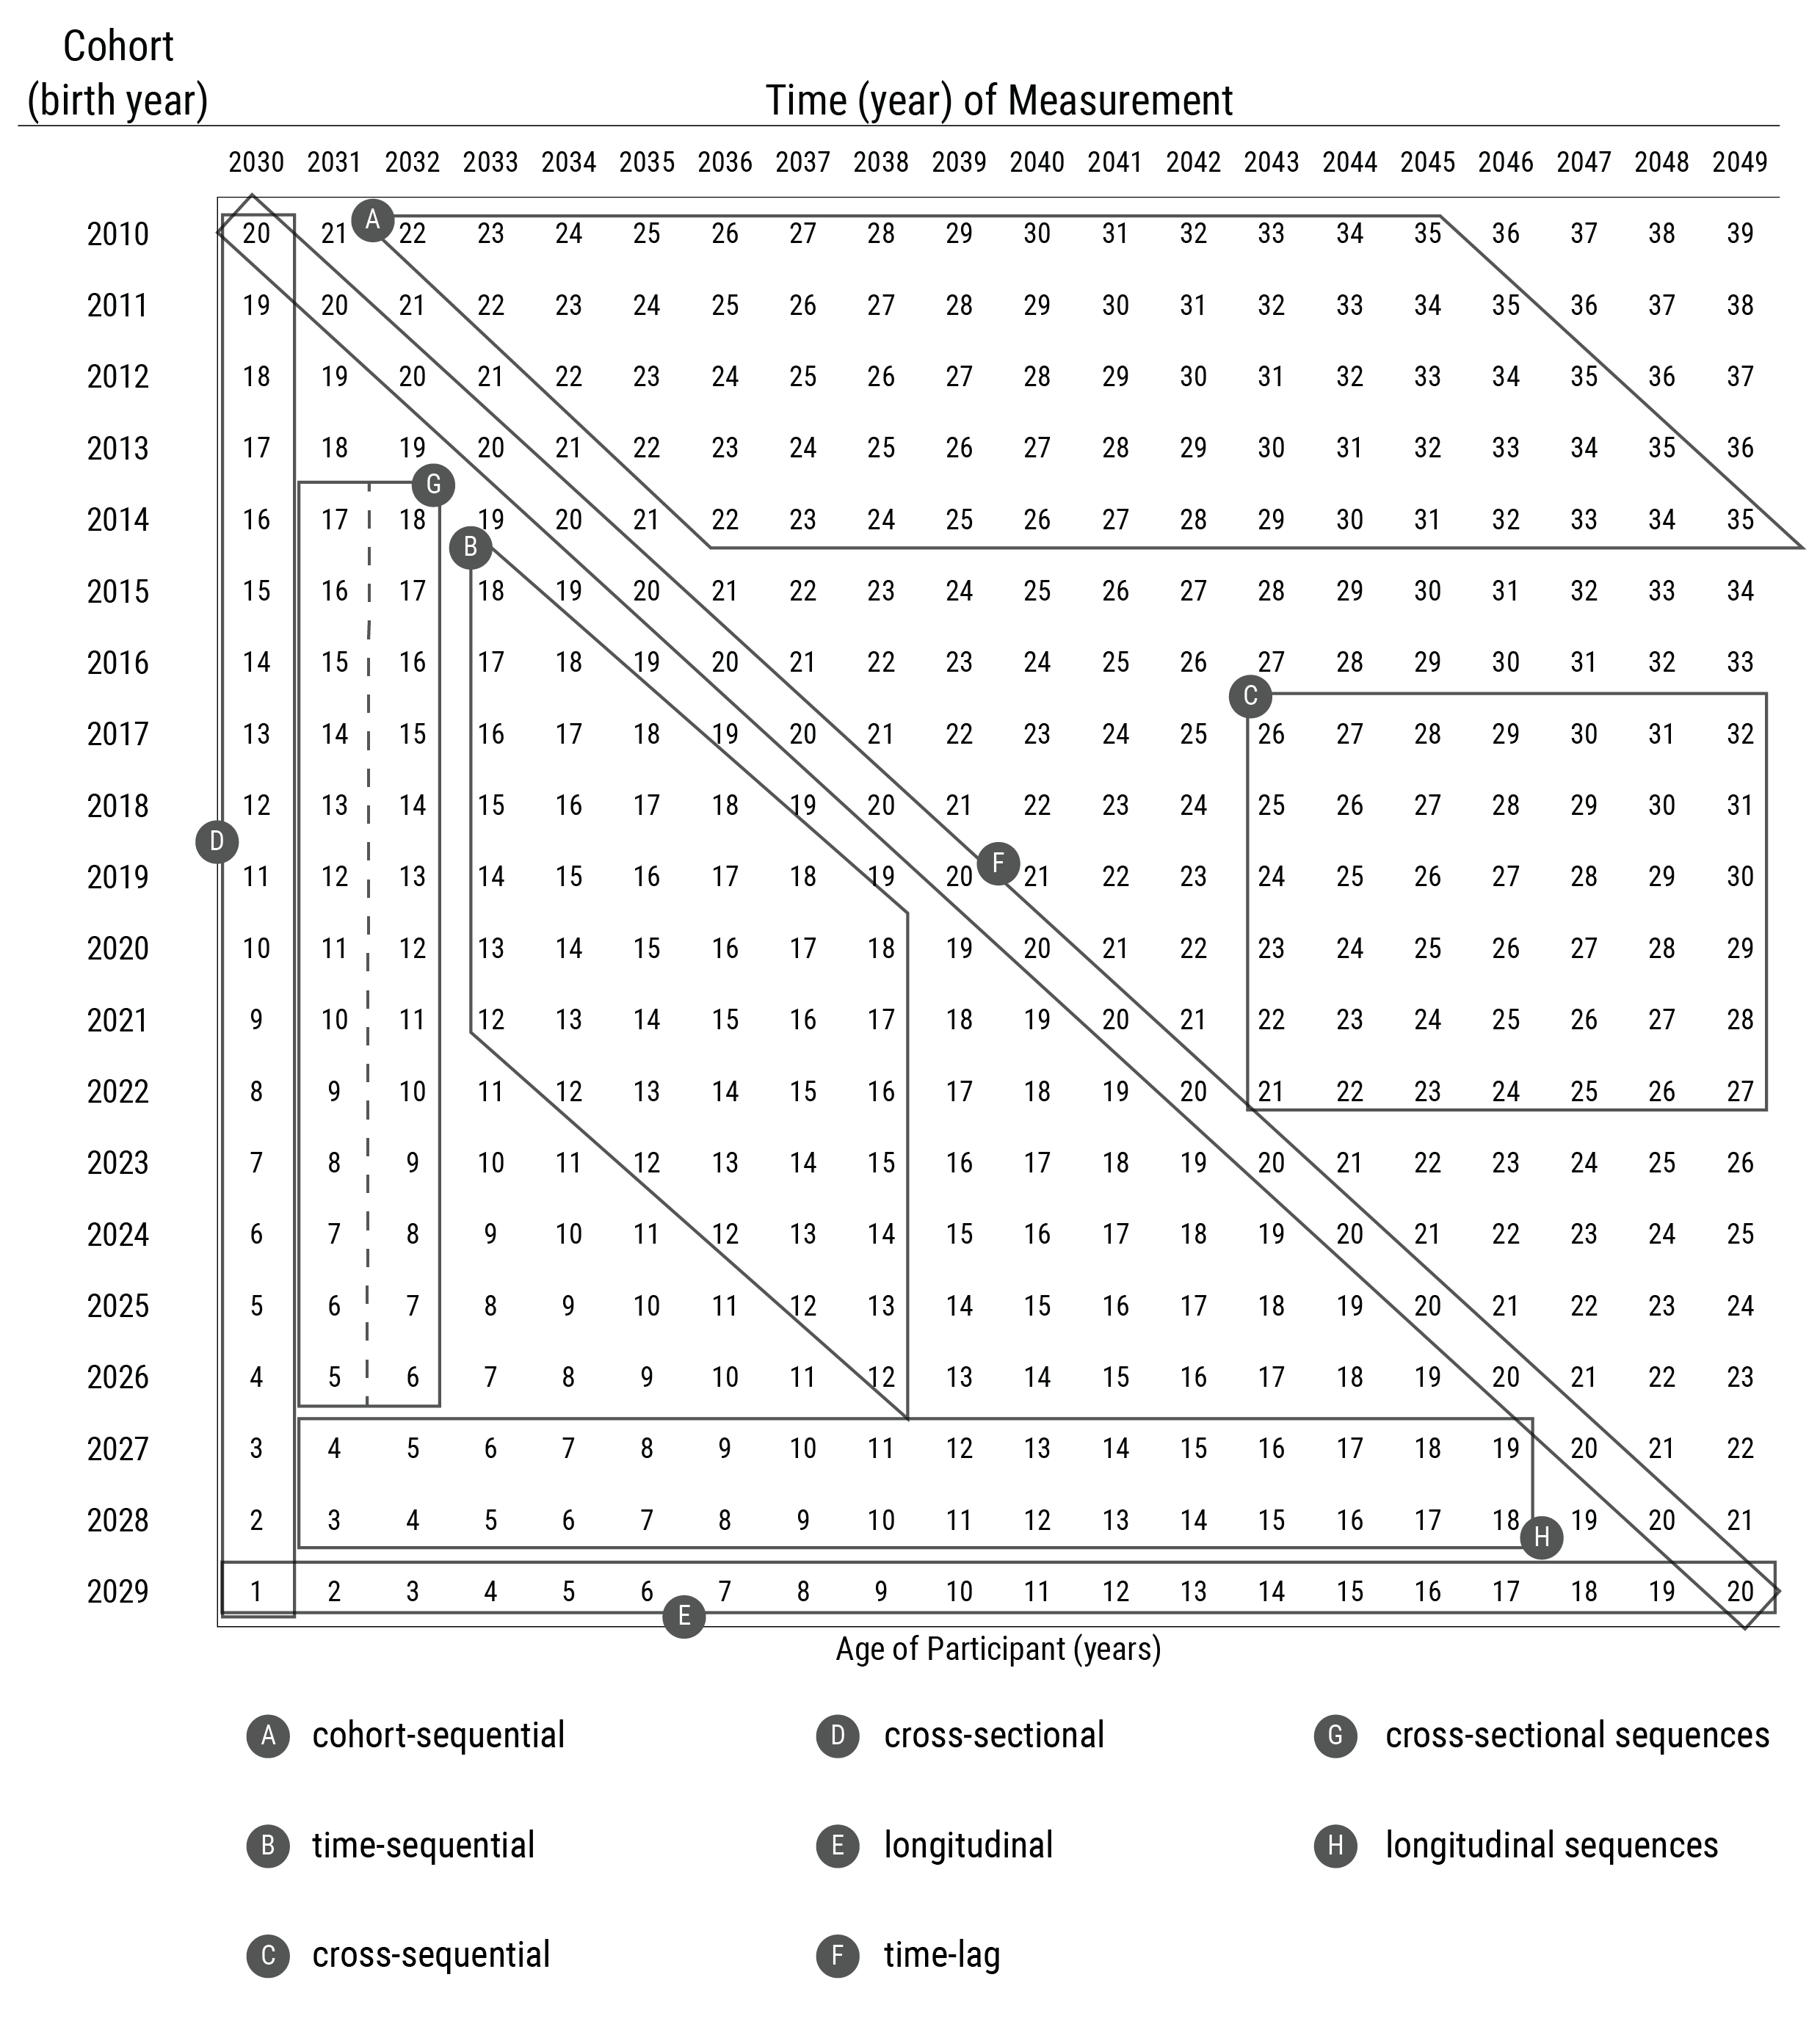 Cohort
(birth year) Time (year) of Measurement
2030 2031 2032 2033 2034 2035 2036 2037 2038 2039 2040 2041 2042 2043 2044 2045 2046 2047 2048 2049
2010 20 21 A 22 23 24 25 26 27 28 29 30 31 32 33 34 35 36 37 38 39
2011 19 20 21 22 23 24 25 26 27 28 29 30 31 32 33 34 35 36 37 38
2012 18 19 20 21 22 23 24 25 26 27 28 29 30 31 32 33 34 35 36 37
2013 17 18 19 20 21 22 23 24 25 26 27 28 29 30 31 32 33 34 35 36
G
2014 16 17 18 19 20 21 22 23 24 25 26 27 28 29 30 31 32 33 34 35
B
2015 15 16 17 18 19 20 21 22 23 24 25 26 27 28 29 30 31 32 33 34
2016 14 15 16 17 18 19 20 21 22 23 24 25 26 27 28 29 30 31 32 33
C
2017 13 14 15 16 17 18 19 20 21 22 23 24 25 26 27 28 29 30 31 32
2018 12 13 14 15 16 17 18 19 20 21 22 23 24 25 26 27 28 29 30 31
D
2019 11 12 13 14 15 16 17 18 19 20 F 21 22 23 24 25 26 27 28 29 30
2020 10 11 12 13 14 15 16 17 18 19 20 21 22 23 24 25 26 27 28 29
2021 9 10 11 12 13 14 15 16 17 18 19 20 21 22 23 24 25 26 27 28
2022 8 9 10 11 12 13 14 15 16 17 18 19 20 21 22 23 24 25 26 27
2023 7 8 9 10 11 12 13 14 15 16 17 18 19 20 21 22 23 24 25 26
2024 6 7 8 9 10 11 12 13 14 15 16 17 18 19 20 21 22 23 24 25
2025 5 6 7 8 9 10 11 12 13 14 15 16 17 18 19 20 21 22 23 24
2026 4 5 6 7 8 9 10 11 12 13 14 15 16 17 18 19 20 21 22 23
2027 3 4 5 6 7 8 9 10 11 12 13 14 15 16 17 18 19 20 21 22
2028 2 3 4 5 6 7 8 9 10 11 12 13 14 15 16 17 18 H 19 20 21
2029 1 2 3 4 5 6 7 8 9 10 11 12 13 14 15 16 17 18 19 20
E
Age of Participant (years)
A cohort-sequential D cross-sectional G cross-sectional sequences
B time-sequential E longitudinal H longitudinal sequences
C cross-sequential F time-lag